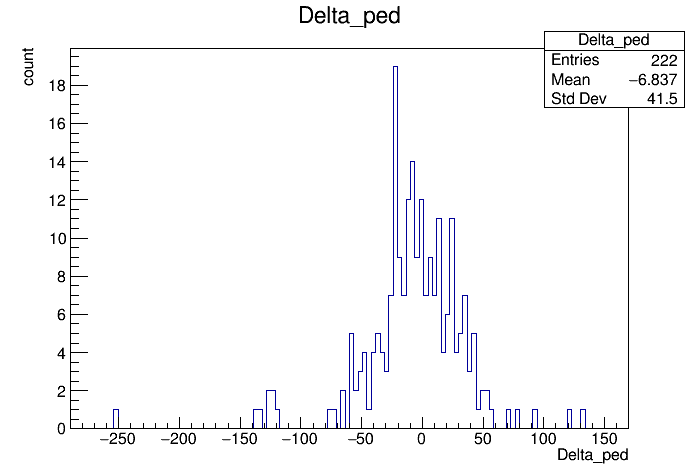 Delta_ped
Delta_ped
Entries 222
Mean −6.837
Std Dev 41.5
count
18
16
14
12
10
8
6
4
2
0
−250 −200 −150 −100 −50 0 50 100 150
Delta_ped